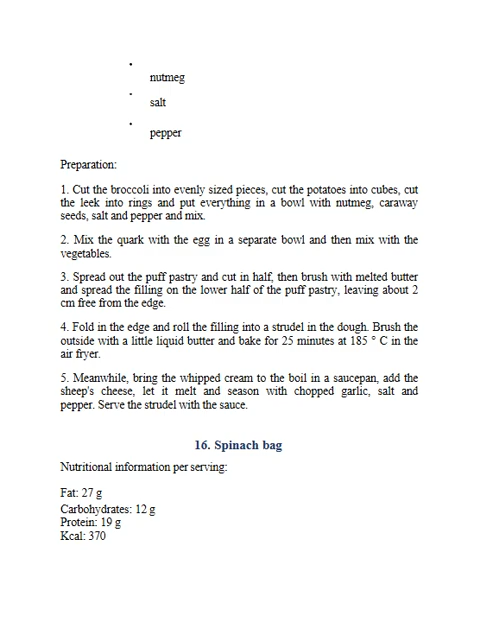 • nutmeg
• salt
• pepper
Preparation:
1. Cut the broccoli into evenly sized pieces, cut the potatoes into cubes, cut
the leek into rings and put everything in a bowl with nutmeg, caraway
seeds, salt and pepper and mix.
2. Mix the quark with the egg in a separate bowl and then mix with the
vegetables.
3. Spread out the puff pastry and cut in half, then brush with melted butter
and spread the filling on the lower half of the puff pastry, leaving about 2
cm free from the edge.
4. Fold in the edge and roll the filling into a strudel in the dough. Brush the
outside with a little liquid butter and bake for 25 minutes at 185 ° C in the
air fryer.
5. Meanwhile, bring the whipped cream to the boil in a saucepan, add the
sheep's cheese, let it melt and season with chopped garlic, salt and
pepper. Serve the strudel with the sauce.
16. Spinach bag
Nutritional information per serving:
Fat: 27 g
Carbohydrates: 12 g
Protein: 19 g
Kcal: 370